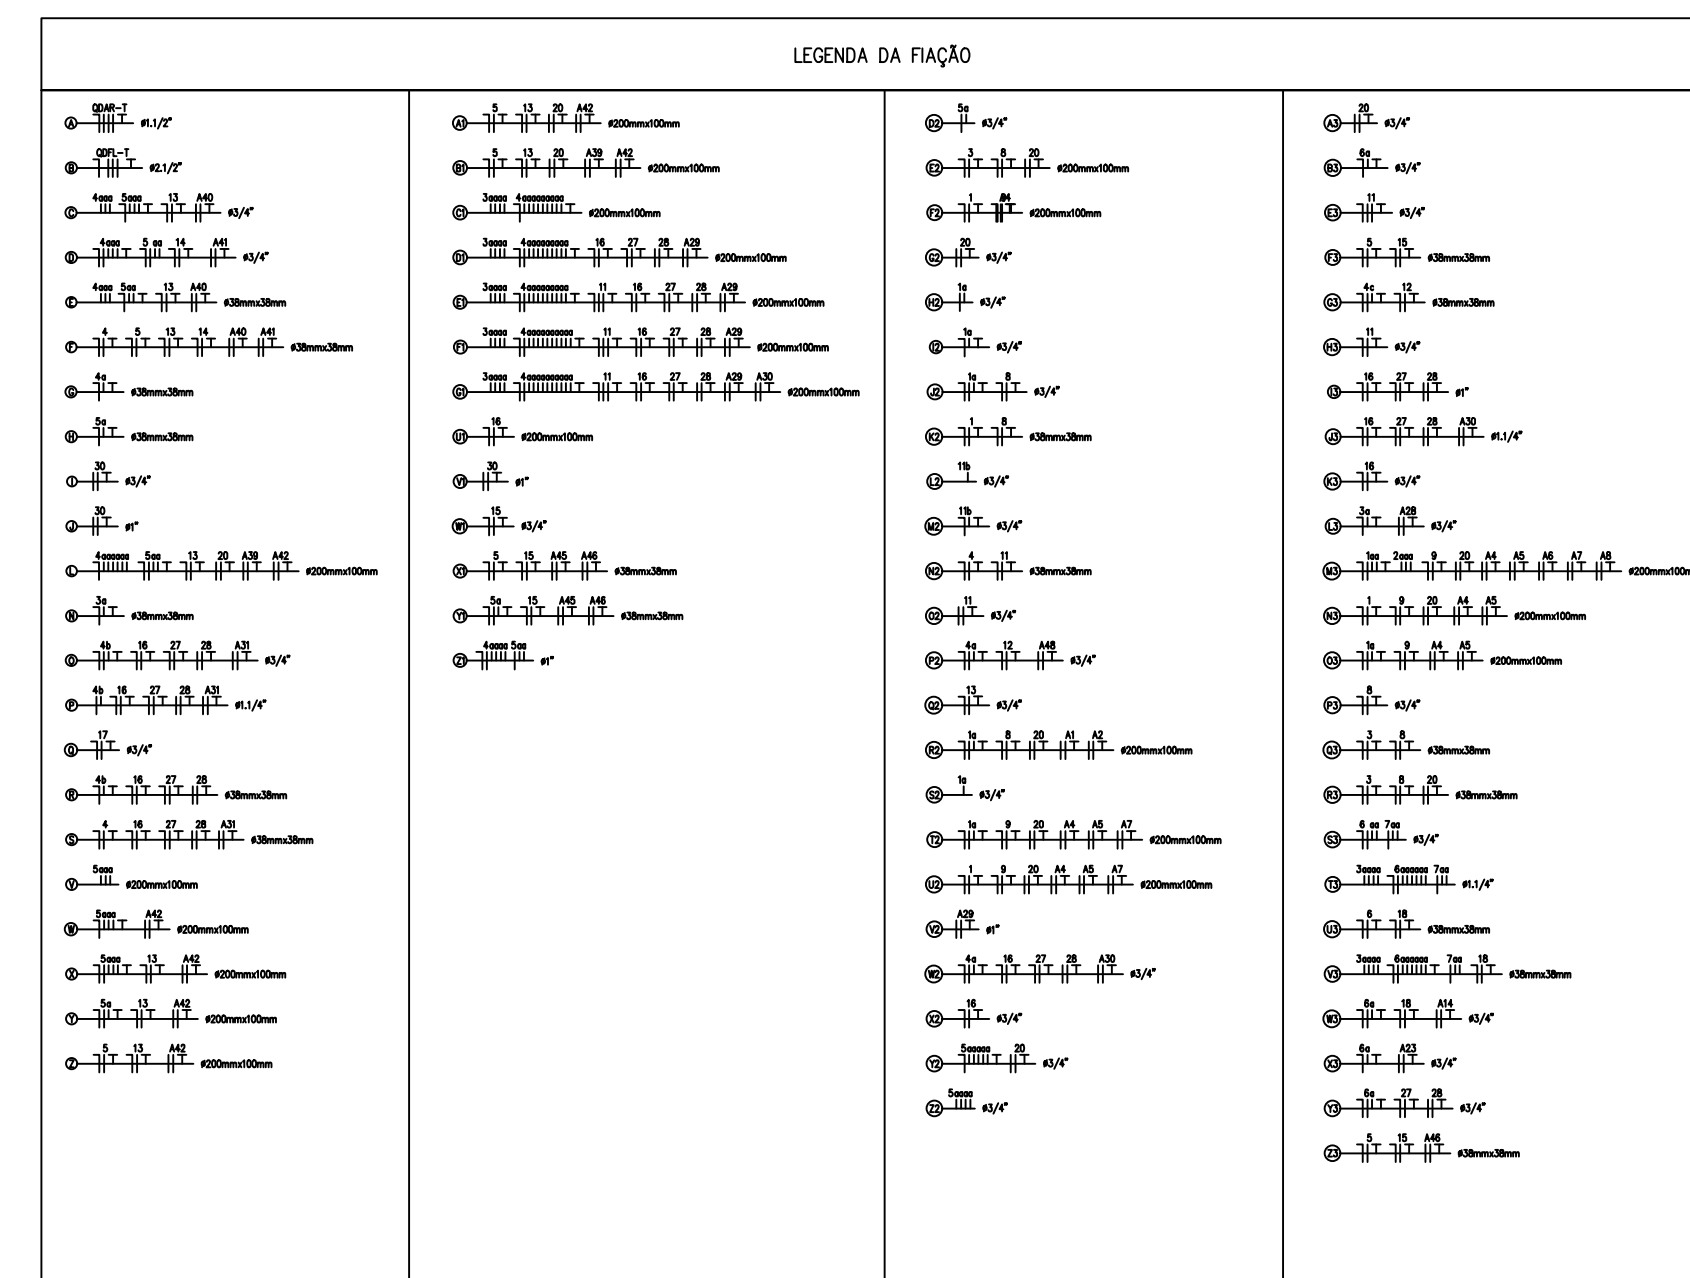 LEGENDA DA FIAÇÃO
A QDAR-T ø1.1/2"
B QDFL-T ø2.1/2"
C 4aaa 5aaa 13 A40 ø3/4"
D 4aaa 5 aa 14 A41 ø3/4"
E 4aaa 5aa 13 A40 ø38mmx38mm
F 4 5 13 14 A40 A41 ø38mmx38mm
G 4a ø38mmx38mm
H 5a ø38mmx38mm
I 30 ø3/4"
J 30 ø1"
L 4aaaaaa 5aa 13 20 A39 A42 ø200mmx100mm
N 3a ø38mmx38mm
O 4b 16 27 28 A31 ø3/4"
P 4b 16 27 28 A31 ø1.1/4"
Q 17 ø3/4"
R 4b 16 27 28 ø38mmx38mm
S 4 16 27 28 A31 ø38mmx38mm
V 5aaa ø200mmx100mm
W 5aaa A42 ø200mmx100mm
X 5aaa 13 A42 ø200mmx100mm
Y 5a 13 A42 ø200mmx100mm
Z 5 13 A42 ø200mmx100mm
A1 5 13 20 A42 ø200mmx100mm
B1 5 13 20 A39 A42 ø200mmx100mm
C1 3aaaa 4aaaaaaaaa ø200mmx100mm
D1 3aaaa 4aaaaaaaaa 16 27 28 A29 ø200mmx100mm
E1 3aaaa 4aaaaaaaaa 11 16 27 28 A29 ø200mmx100mm
F1 3aaaa 4aaaaaaaaaa 11 16 27 28 A29 ø200mmx100mm
G1 3aaaa 4aaaaaaaaaa 11 16 27 28 A29 A30 ø200mmx100mm
U1 16 ø200mmx100mm
V1 30 ø1"
W1 15 ø3/4"
X1 5 15 A45 A46 ø38mmx38mm
Y1 5a 15 A45 A46 ø38mmx38mm
Z1 4aaaa 5aa ø1"
D2 5a ø3/4"
E2 3 8 20 ø200mmx100mm
F2 1 ø200mmx100mm
G2 20 ø3/4"
H2 1a ø3/4"
I2 1a ø3/4"
J2 1a 8 ø3/4"
K2 1 8 ø38mmx38mm
L2 11b ø3/4"
M2 11b ø3/4"
N2 4 11 ø38mmx38mm
O2 11 ø3/4"
P2 4a 12 A48 ø3/4"
Q2 13 ø3/4"
R2 1a 8 20 A1 A2 ø200mmx100mm
S2 1a ø3/4"
T2 1a 9 20 A4 A5 A7 ø200mmx100mm
U2 1 9 20 A4 A5 A7 ø200mmx100mm
V2 A29 ø1"
W2 4a 16 27 28 A30 ø3/4"
X2 16 ø3/4"
Y2 5aaaaa 20 ø3/4"
Z2 5aaaa ø3/4"
A3 20 ø3/4"
B3 6a ø3/4"
E3 11 ø3/4"
F3 5 15 ø38mmx38mm
G3 4c 12 ø38mmx38mm
H3 11 ø3/4"
I3 16 27 28 ø1"
J3 16 27 28 A30 ø1.1/4"
K3 16 ø3/4"
L3 3a A28 ø3/4"
M3 1aa 2aaa 9 20 A4 A5 A6 A7 A8 ø200mmx100m
N3 1 9 20 A4 A5 ø200mmx100mm
O3 1a 9 A4 A5 ø200mmx100mm
P3 8 ø3/4"
Q3 3 8 ø38mmx38mm
R3 3 8 20 ø38mmx38mm
S3 6 aa 7aa ø3/4"
T3 3aaaa 6aaaaaa 7aa ø1.1/4"
U3 6 18 ø38mmx38mm
V3 3aaaa 6aaaaaa 7aa 18 ø38mmx38mm
W3 6a 18 A14 ø3/4"
X3 6a A23 ø3/4"
Y3 6a 27 28 ø3/4"
Z3 5 15 A46 ø38mmx38mm